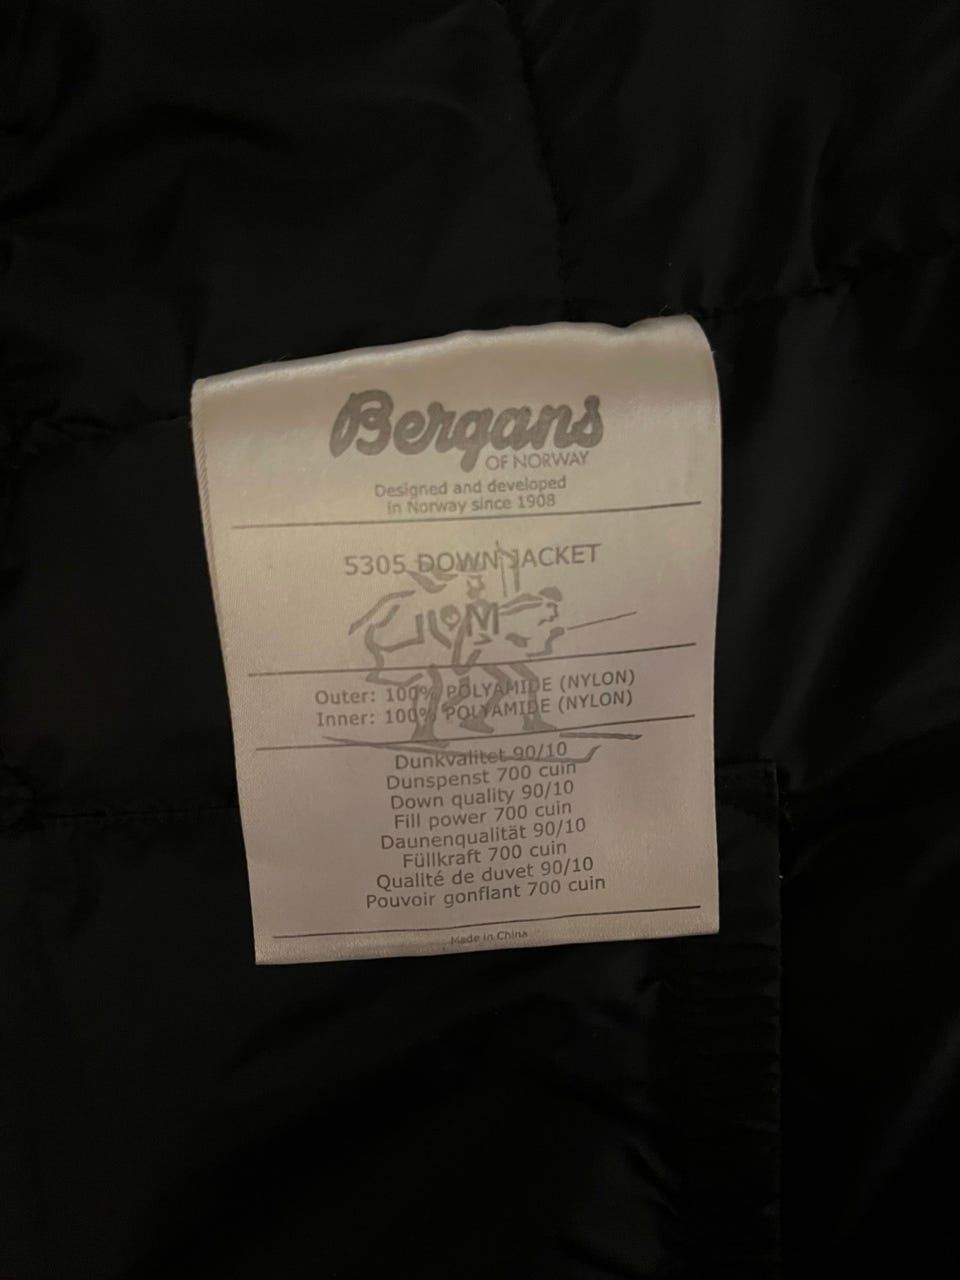 Bergans
OF NORWAY
Designed and developed
in Norway since 1908
5305 DOWN JACKET
M
Outer: 100% POLYAMIDE (NYLON)
Inner: 100% POLYAMIDE (NYLON)
Dunkvalitet 90/10
Dunspenst 700 cuin
Down quality 90/10
Fill power 700 cuin
Daunenqualität 90/10
Füllkraft 700 cuin
Qualité de duvet 90/10
Pouvoir gonflant 700 cuin
Made in China